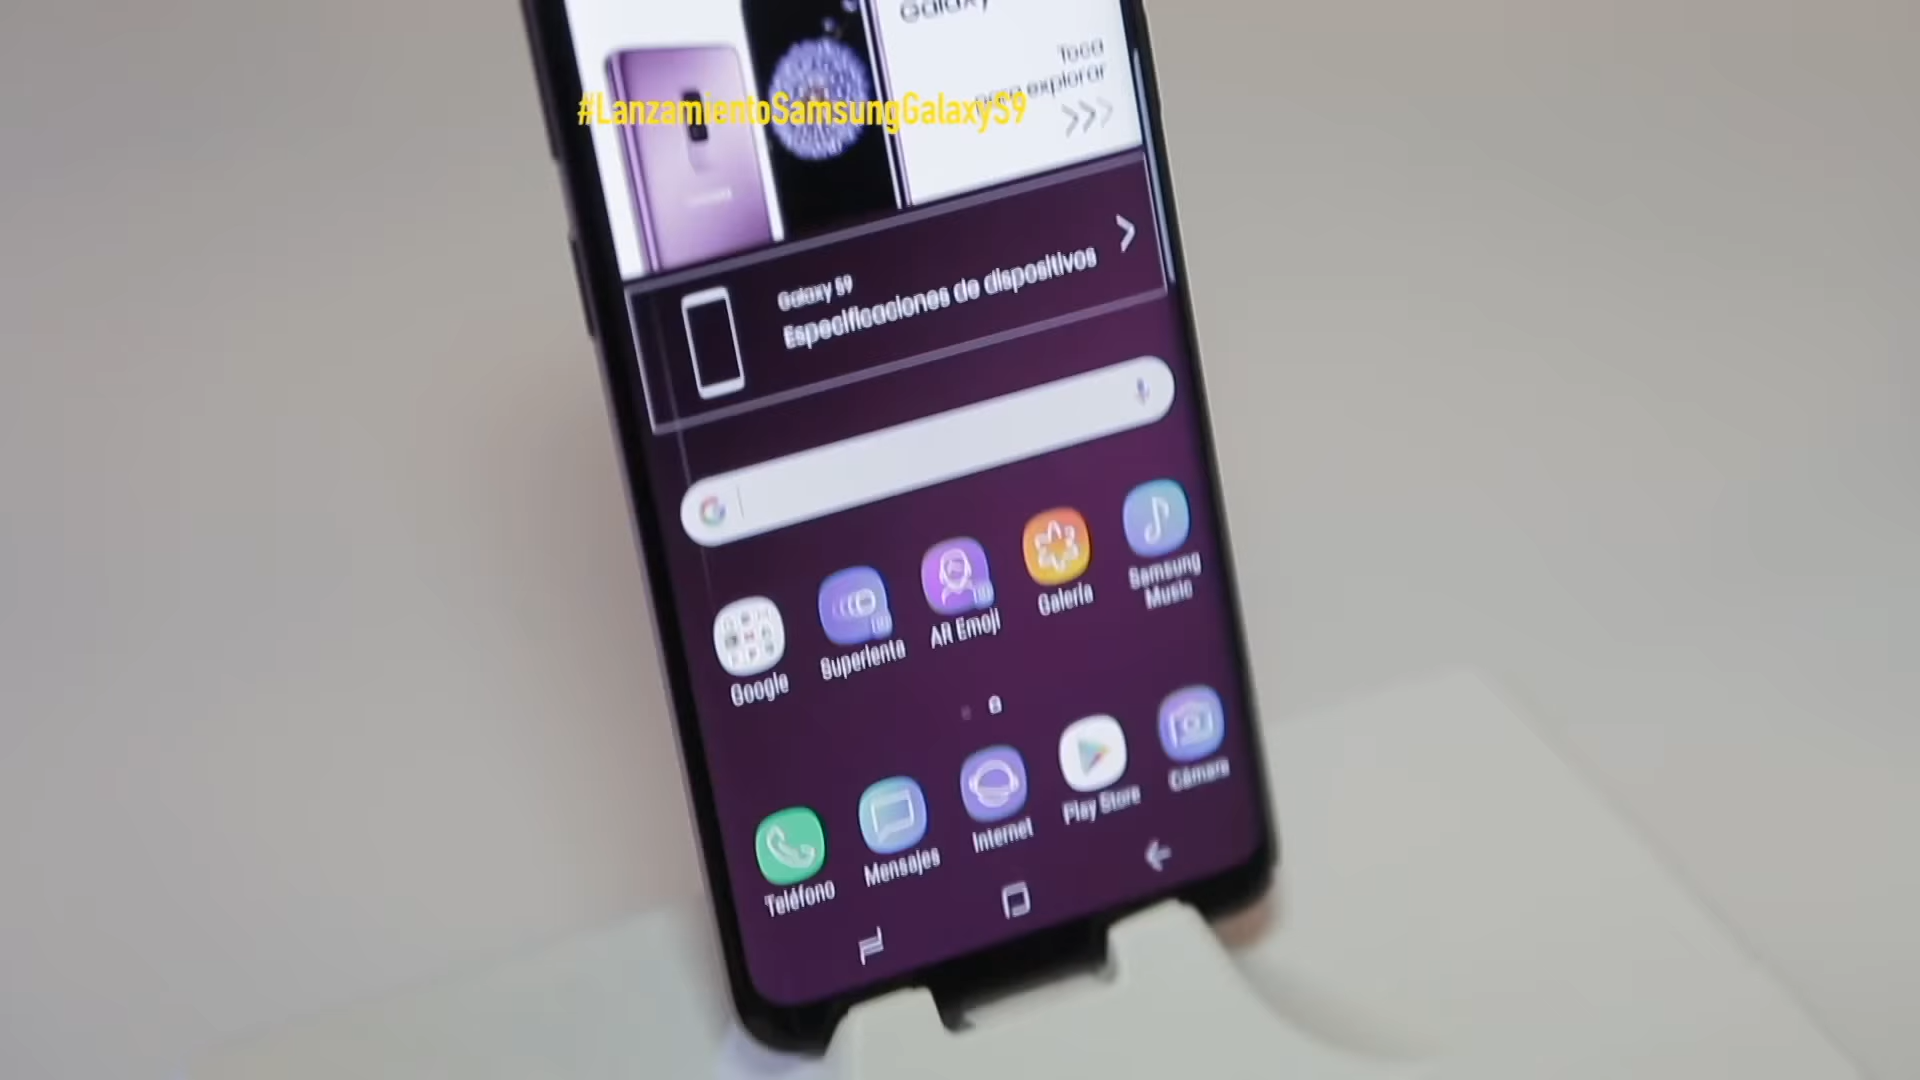 Galaxy
Toca
para explorar
#LanzamientoSamsungGalaxyS9
Galaxy S9
Especificaciones de dispositivos
Google
Superlenta
AR Emoji
Galería
Samsung
Music
Teléfono
Mensajes
Internet
Play Store
Cámara